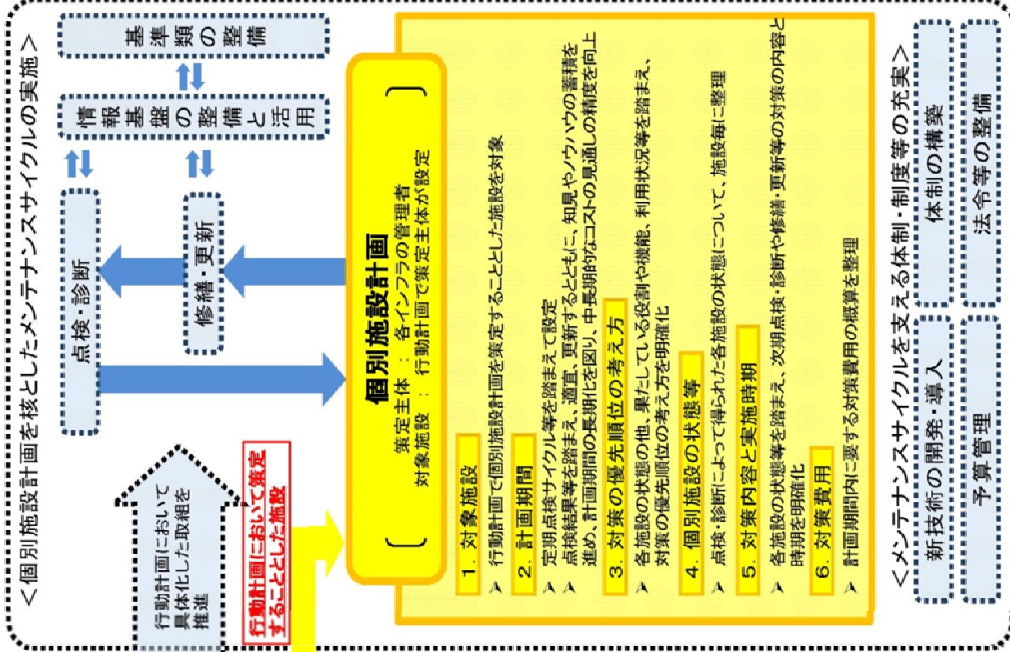 ＜個別施設計画を核としたメンテナンスサイクルの実施＞
行動計画において
具体化した取組を
推進
行動計画において策定
することとした施設
点検・診断
修繕・更新
情報
基盤
の
整備
と
活用
基準類の整備
個別施設計画
策定主体 ： 各インフラの管理者
対象施設 ： 行動計画で策定主体が設定
1. 対象施設
➢ 行動計画で個別施設計画を策定することとした施設を対象
2. 計画期間
➢ 定期点検サイクル等を踏まえて設定
➢ 点検結果等を踏まえ、適宜、更新するとともに、知見やノウハウの蓄積を
進め、計画期間の長期化を図り、中長期的なコストの見通しの精度を向上
3. 対策の優先順位の考え方
➢ 各施設の状態の他、果たしている役割や機能、利用状況等を踏まえ、
対策の優先順位の考え方を明確化
4. 個別施設の状態等
➢ 点検・診断によって得られた各施設の状態について、施設毎に整理
5. 対策内容と実施時期
➢ 各施設の状態等を踏まえ、次期点検・診断や修繕・更新等の対策の内容と
時期を明確化
6. 対策費用
➢ 計画期間内に要する対策費用の概算を整理
＜メンテナンスサイクルを支える体制・制度等の充実＞
新技術の開発・導入
体制の構築
予算管理
法令等の整備